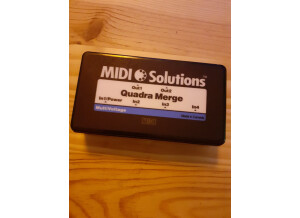 MIDI Solutions
Out1 Out2
Quadra Merge
In1/Power In2 In3 In4